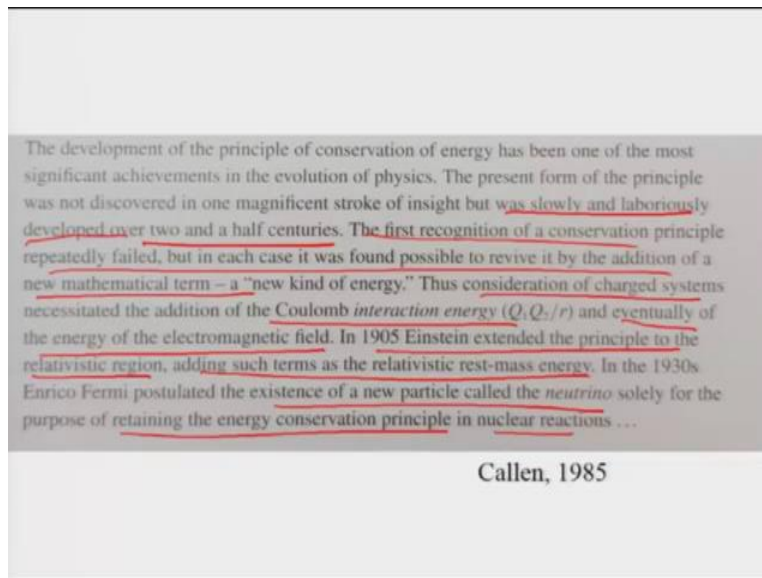 The development of the principle of conservation of energy has been one of the most
significant achievements in the evolution of physics. The present form of the principle
was not discovered in one magnificent stroke of insight but was slowly and laboriously
developed over two and a half centuries. The first recognition of a conservation principle
repeatedly failed, but in each case it was found possible to revive it by the addition of a
new mathematical term – a "new kind of energy." Thus consideration of charged systems
necessitated the addition of the Coulomb interaction energy (Q₁Q₂/r) and eventually of
the energy of the electromagnetic field. In 1905 Einstein extended the principle to the
relativistic region, adding such terms as the relativistic rest-mass energy. In the 1930s
Enrico Fermi postulated the existence of a new particle called the neutrino solely for the
purpose of retaining the energy conservation principle in nuclear reactions ...
Callen, 1985